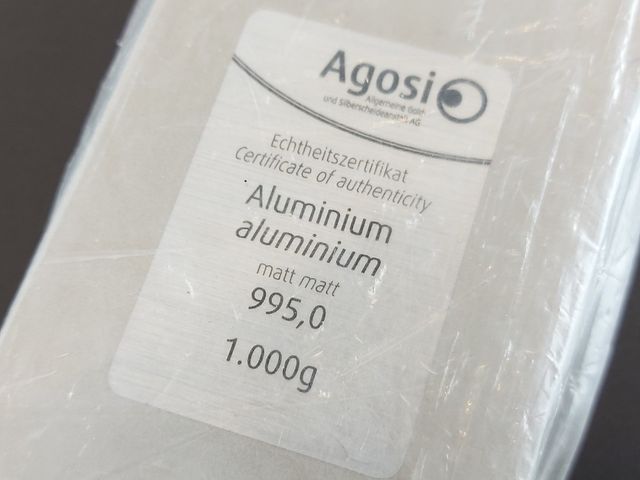 Agosi
Allgemeine Gold-
und Silberscheideanstalt AG
Echtheitszertifikat
Certificate of authenticity
Aluminium
aluminium
matt matt
995,0
1.000g